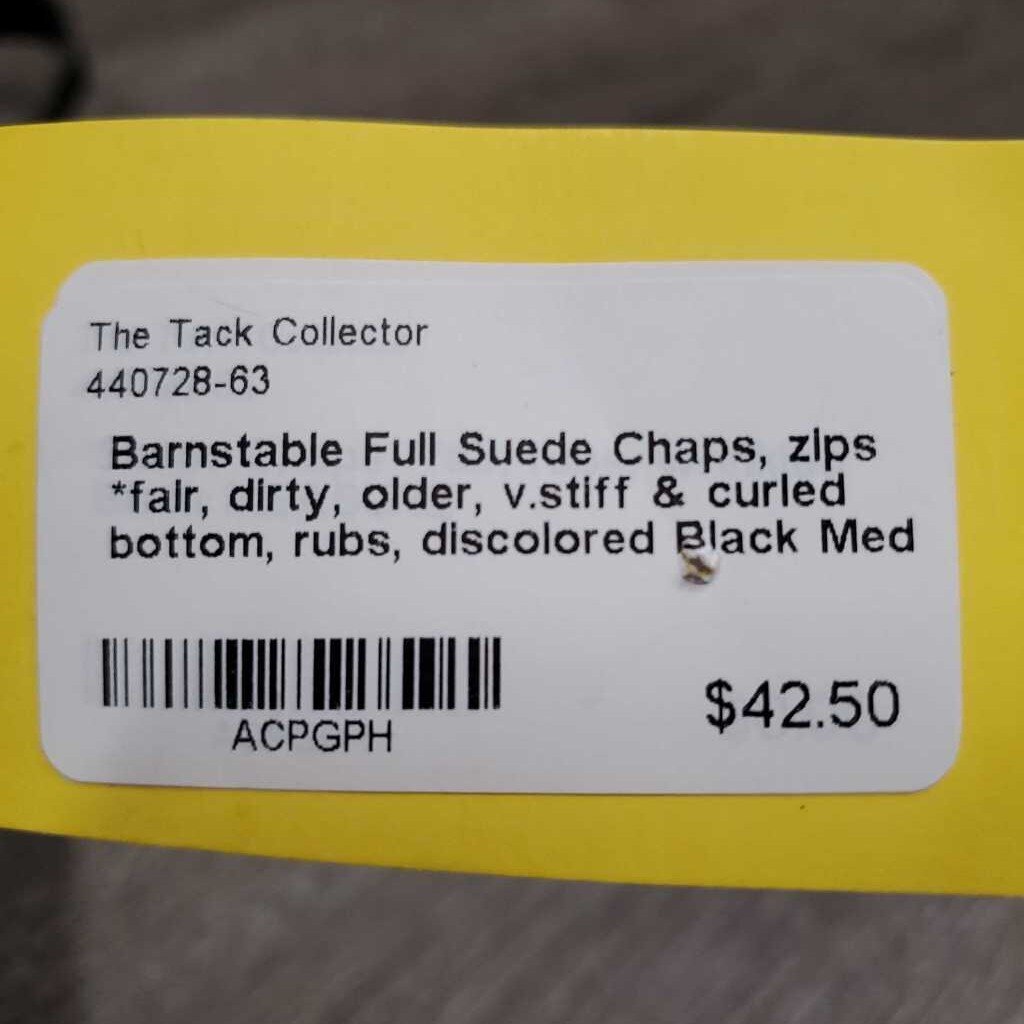 The Tack Collector
440728-63
Barnstable Full Suede Chaps, zips
*fair, dirty, older, v.stiff & curled
bottom, rubs, discolored Black Med
ACPGPH
$42.50